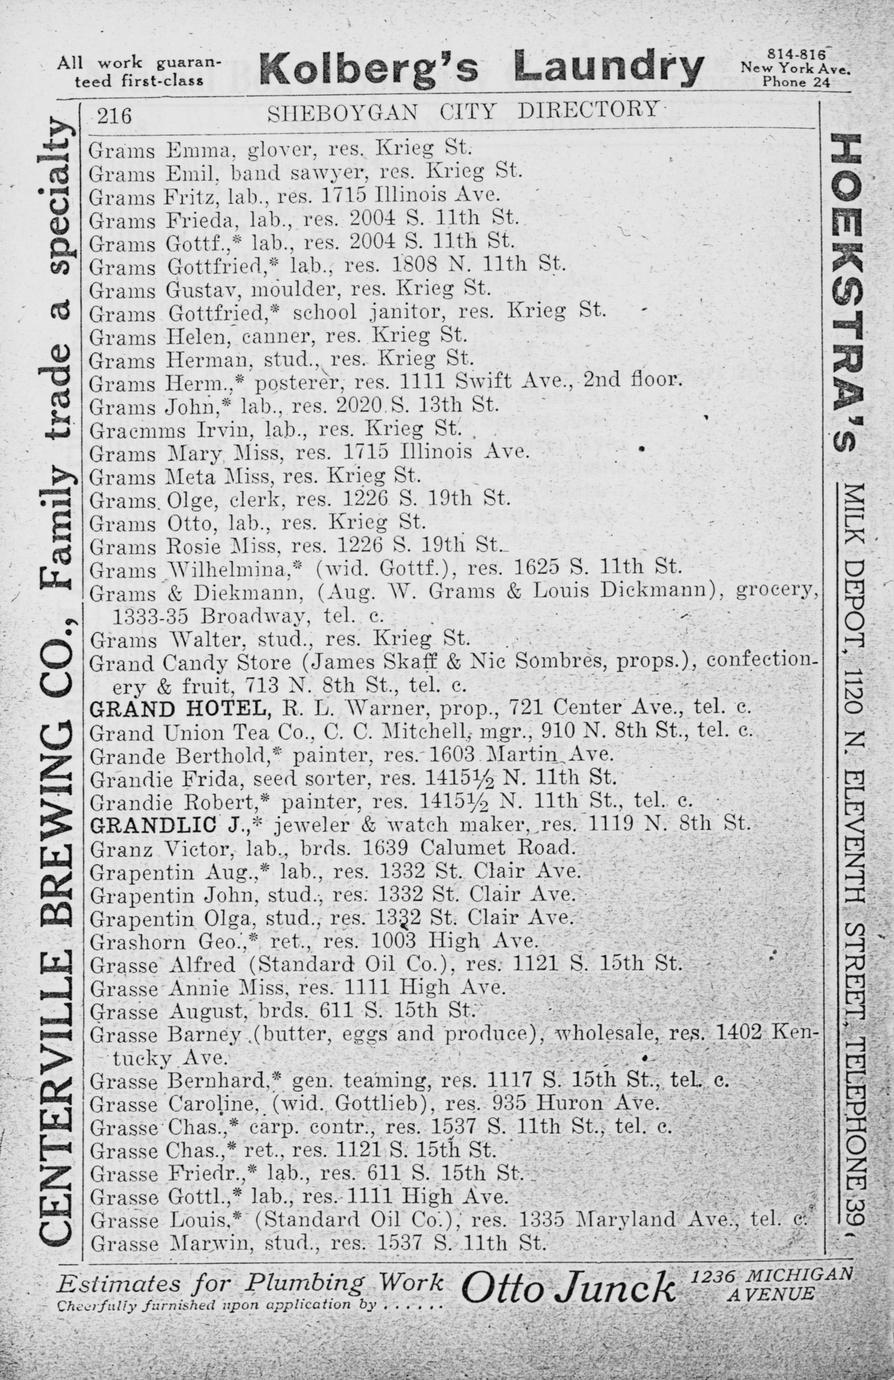 All work guaran-
teed first-class
Kolberg's Laundry
814-816
New York Ave.
Phone 24
216 SHEBOYGAN CITY DIRECTORY
Grams Emma, glover, res. Krieg St.
Grams Emil, band sawyer, res. Krieg St.
Grams Fritz, lab., res. 1715 Illinois Ave.
Grams Frieda, lab., res. 2004 S. 11th St.
Grams Gottf.,* lab., res. 2004 S. 11th St.
Grams Gottfried,* lab., res. 1808 N. 11th St.
Grams Gustav, moulder, res. Krieg St.
Grams Gottfried,* school janitor, res. Krieg St.
Grams Helen, canner, res. Krieg St.
Grams Herman, stud., res. Krieg St.
Grams Herm.,* posterer, res. 1111 Swift Ave., 2nd floor.
Grams John,* lab., res. 2020 S. 13th St.
Graemms Irvin, lab., res. Krieg St.
Grams Mary Miss, res. 1715 Illinois Ave.
Grams Meta Miss, res. Krieg St.
Grams Olge, clerk, res. 1226 S. 19th St.
Grams Otto, lab., res. Krieg St.
Grams Rosie Miss, res. 1226 S. 19th St.
Grams Wilhelmina,* (wid. Gottf.), res. 1625 S. 11th St.
Grams & Diekmann, (Aug. W. Grams & Louis Dickmann), grocery,
1333-35 Broadway, tel. c.
Grams Walter, stud., res. Krieg St.
Grand Candy Store (James Skaff & Nic Sombres, props.), confection-
ery & fruit, 713 N. 8th St., tel. c.
GRAND HOTEL, R. L. Warner, prop., 721 Center Ave., tel. c.
Grand Union Tea Co., C. C. Mitchell, mgr., 910 N. 8th St., tel. c.
Grande Berthold,* painter, res. 1603 Martin Ave.
Grandie Frida, seed sorter, res. 1415½ N. 11th St.
Grandie Robert,* painter, res. 1415½ N. 11th St., tel. c.
GRANDLIC J.,* jeweler & watch maker, res. 1119 N. 8th St.
Granz Victor, lab., brds. 1639 Calumet Road.
Grapentin Aug.,* lab., res. 1332 St. Clair Ave.
Grapentin John, stud., res. 1332 St. Clair Ave.
Grapentin Olga, stud., res. 1332 St. Clair Ave.
Grashorn Geo.,* ret., res. 1003 High Ave.
Grasse Alfred (Standard Oil Co.), res. 1121 S. 15th St.
Grasse Annie Miss, res. 1111 High Ave.
Grasse August, brds. 611 S. 15th St.
Grasse Barney (butter, eggs and produce), wholesale, res. 1402 Ken-
tucky Ave.
Grasse Bernhard,* gen. teaming, res. 1117 S. 15th St., tel. c.
Grasse Caroline, (wid. Gottlieb), res. 935 Huron Ave.
Grasse Chas.,* carp. contr., res. 1537 S. 11th St., tel. c.
Grasse Chas.,* ret., res. 1121 S. 15th St.
Grasse Friedr.,* lab., res. 611 S. 15th St.
Grasse Gottl.,* lab., res. 1111 High Ave.
Grasse Louis,* (Standard Oil Co.), res. 1335 Maryland Ave., tel. c.
Grasse Marwin, stud., res. 1537 S. 11th St.
CENTERVILLE BREWING CO., Family trade a specialty
HOEKSTRA's MILK DEPOT, 1120 N. ELEVENTH STREET, TELEPHONE 39
Estimates for Plumbing Work
Cheerfully furnished upon application by . . . . . .
Otto Junck
1236 MICHIGAN
AVENUE